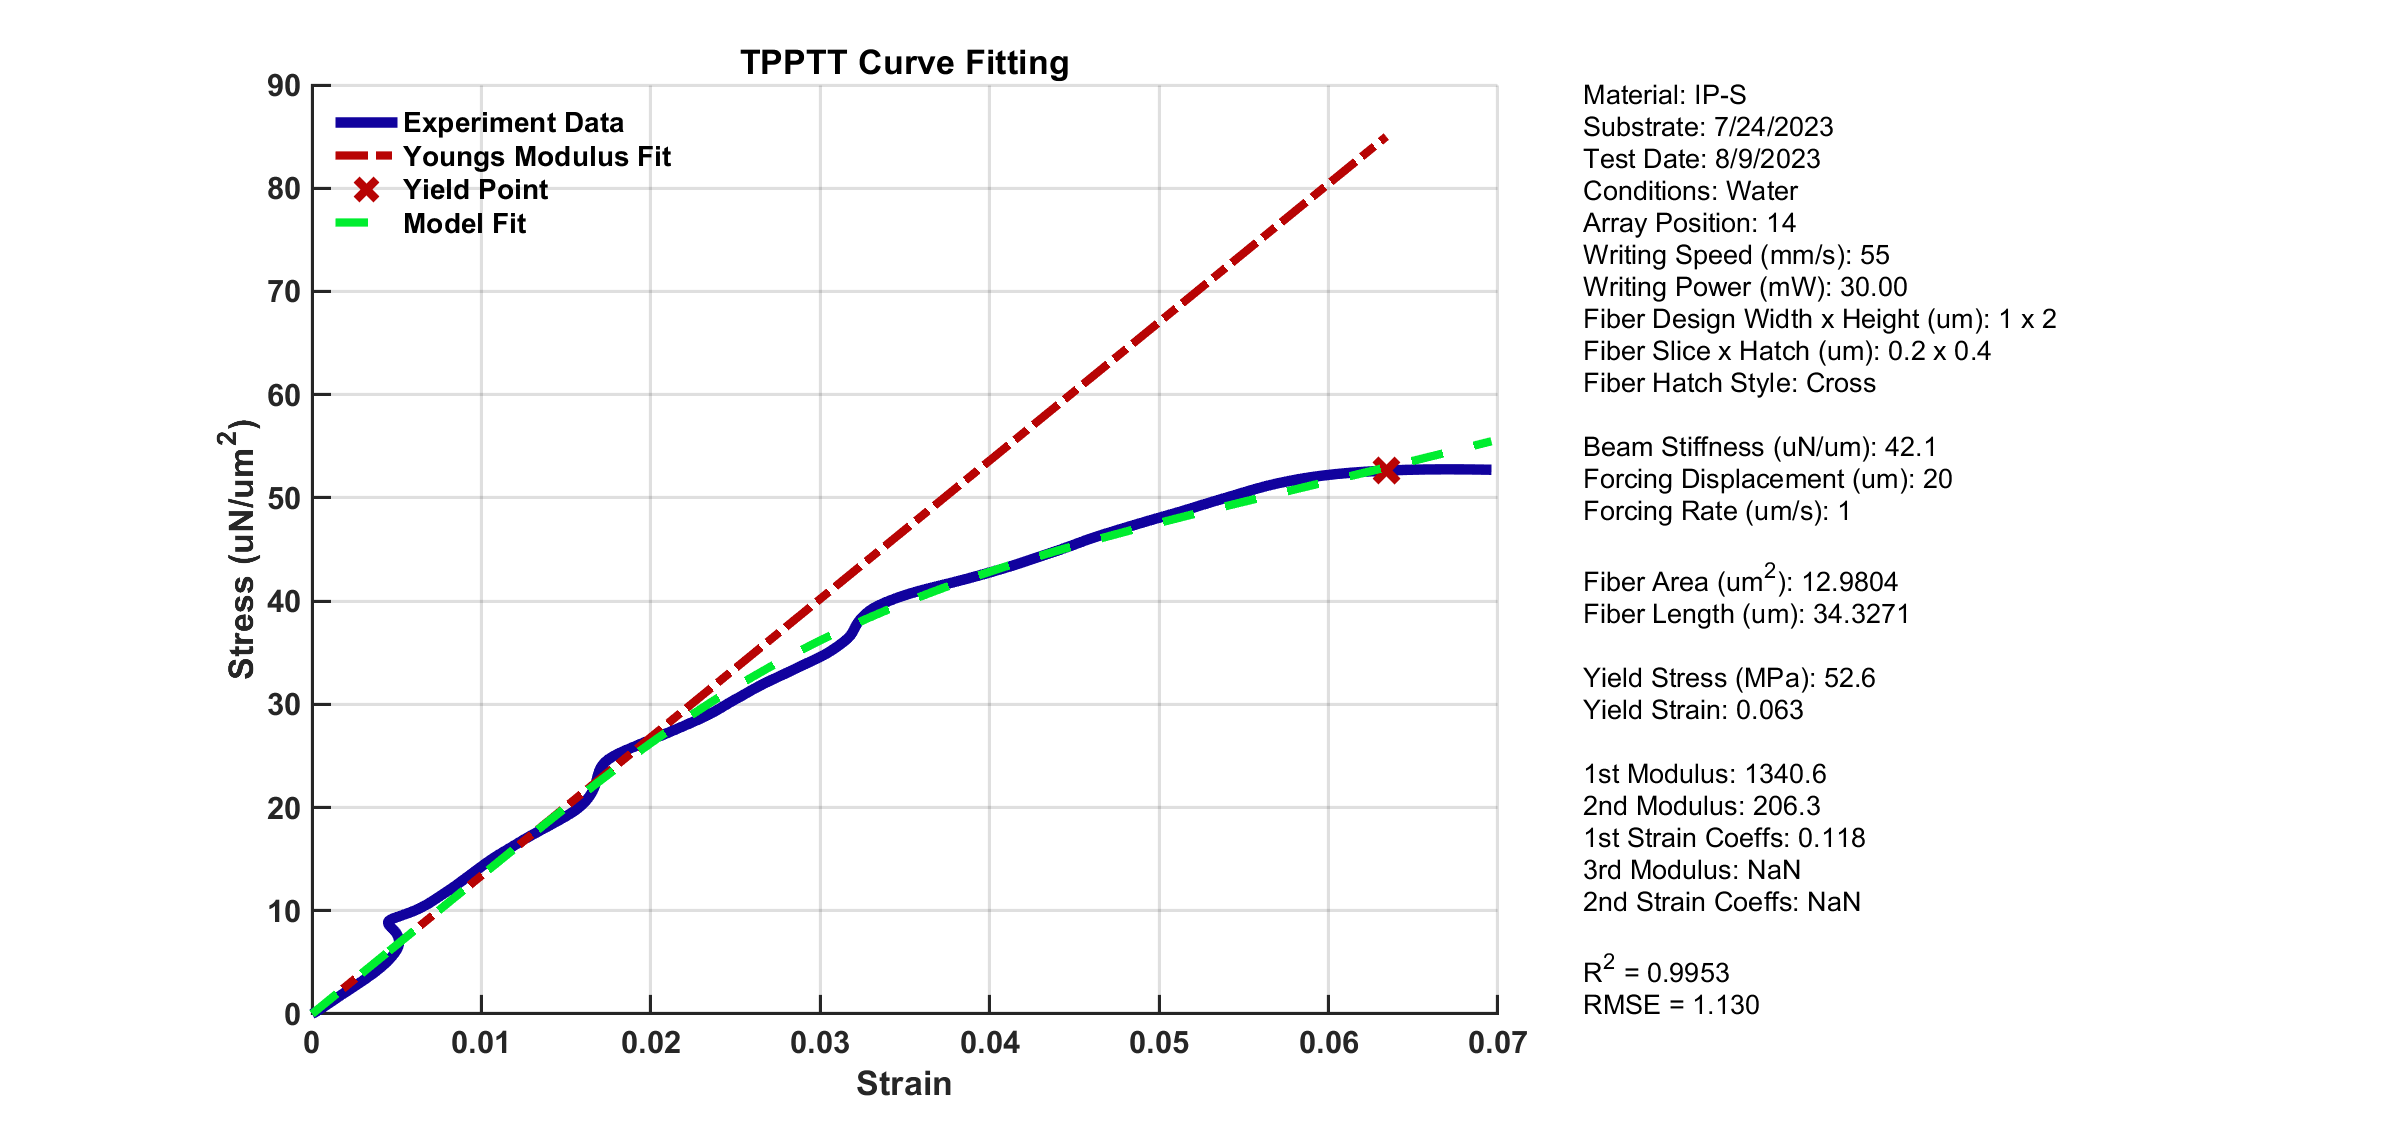 TPPTT Curve Fitting
90
80
70
60
50
40
30
20
10
0
Stress (uN/um²)
Experiment Data
Youngs Modulus Fit
Yield Point
Model Fit
0 0.01 0.02 0.03 0.04 0.05 0.06 0.07
Strain
Material: IP-S
Substrate: 7/24/2023
Test Date: 8/9/2023
Conditions: Water
Array Position: 14
Writing Speed (mm/s): 55
Writing Power (mW): 30.00
Fiber Design Width x Height (um): 1 x 2
Fiber Slice x Hatch (um): 0.2 x 0.4
Fiber Hatch Style: Cross
Beam Stiffness (uN/um): 42.1
Forcing Displacement (um): 20
Forcing Rate (um/s): 1
Fiber Area (um²): 12.9804
Fiber Length (um): 34.3271
Yield Stress (MPa): 52.6
Yield Strain: 0.063
1st Modulus: 1340.6
2nd Modulus: 206.3
1st Strain Coeffs: 0.118
3rd Modulus: NaN
2nd Strain Coeffs: NaN
R² = 0.9953
RMSE = 1.130